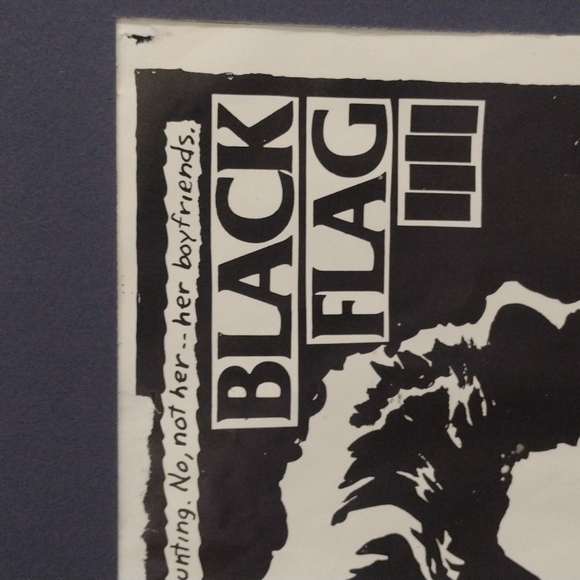 BLACK
FLAG
unting. No, not her--her boyfriends.